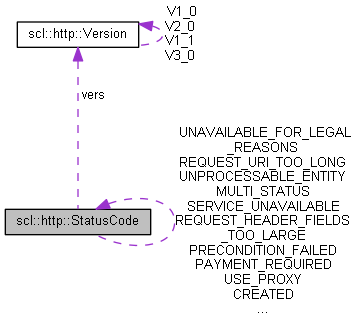 V1_0
V2_0
V1_1
V3_0
scl::http::Version
vers
UNAVAILABLE_FOR_LEGAL
_REASONS
REQUEST_URI_TOO_LONG
UNPROCESSABLE_ENTITY
MULTI_STATUS
SERVICE_UNAVAILABLE
REQUEST_HEADER_FIELDS
_TOO_LARGE
PRECONDITION_FAILED
PAYMENT_REQUIRED
USE_PROXY
CREATED
...
scl::http::StatusCode